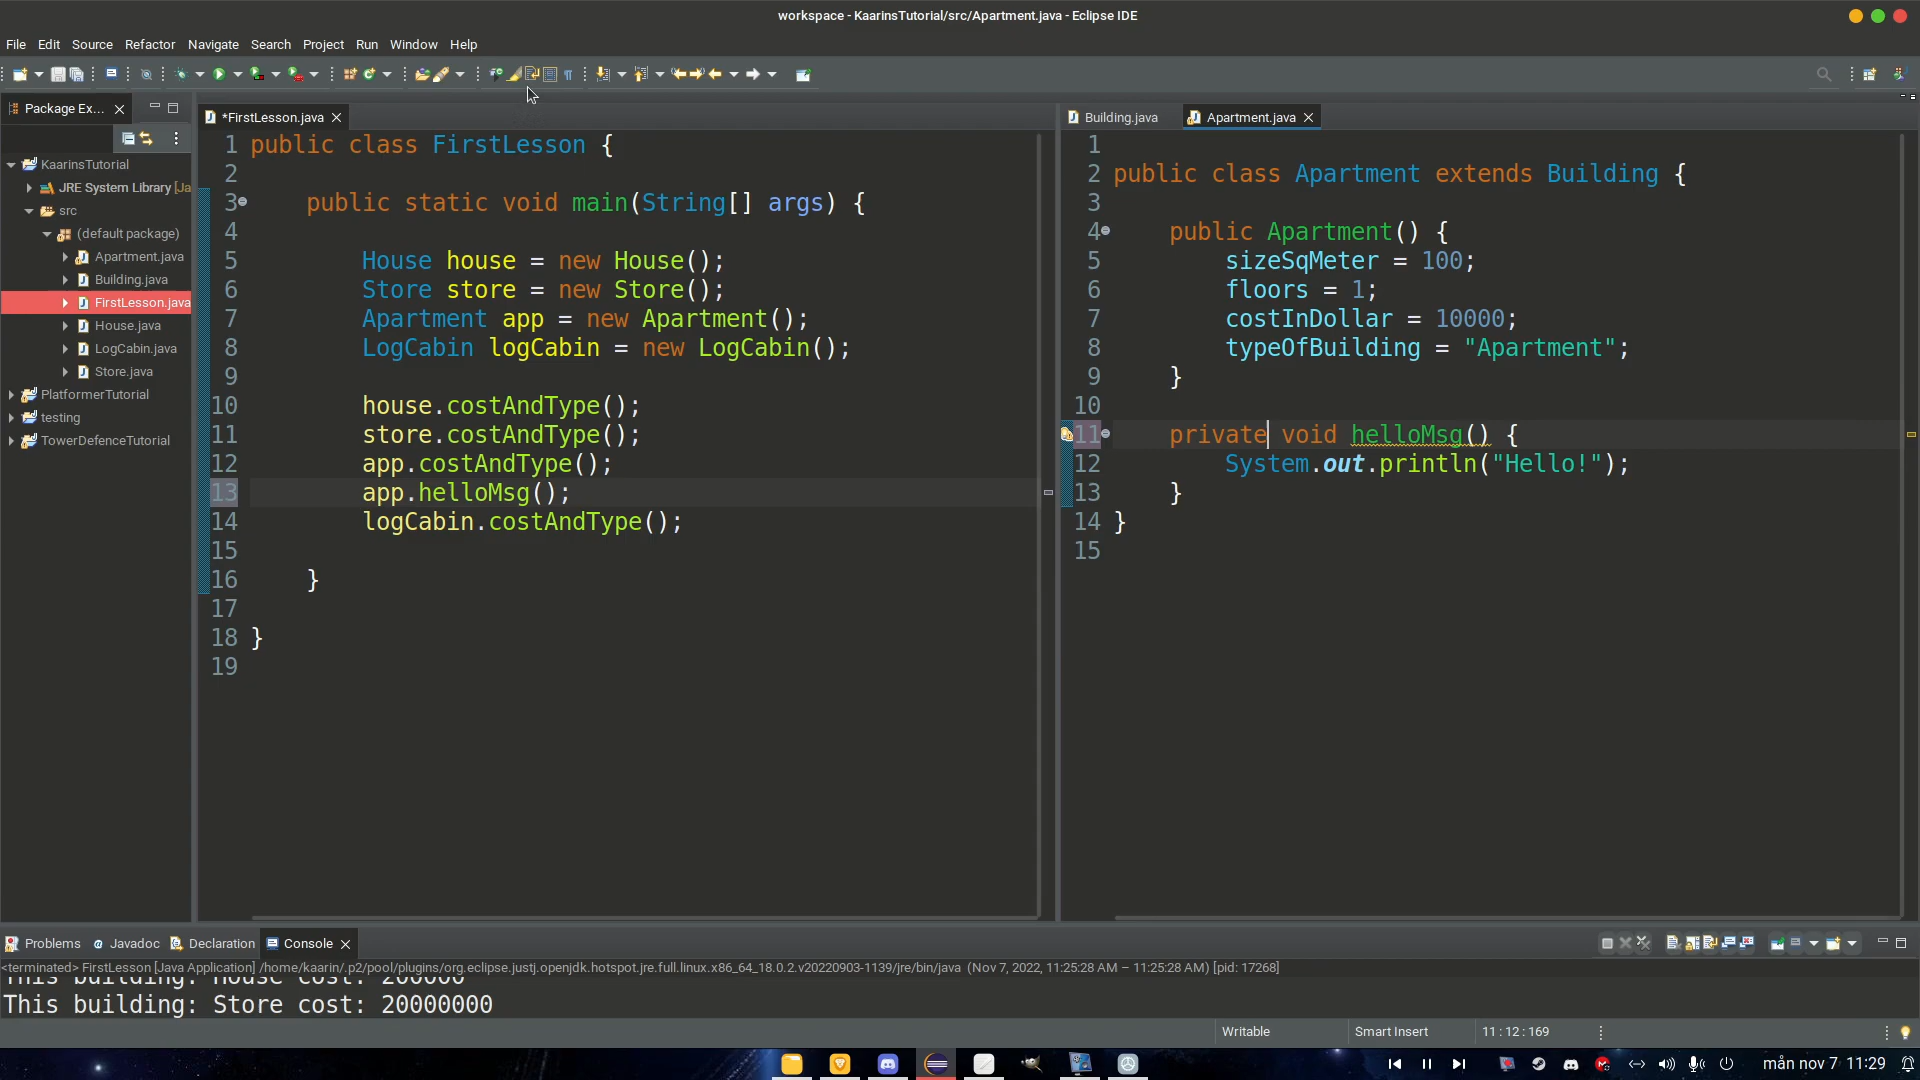 workspace - KaarinsTutorial/src/Apartment.java - Eclipse IDE
File Edit Source Refactor Navigate Search Project Run Window Help
Package Ex...
KaarinsTutorial
JRE System Library [Ja
src
(default package)
Apartment.java
Building.java
FirstLesson.java
House.java
LogCabin.java
Store.java
PlatformerTutorial
testing
TowerDefenceTutorial
*FirstLesson.java
1 public class FirstLesson {
2
3 public static void main(String[] args) {
4
5 House house = new House();
6 Store store = new Store();
7 Apartment app = new Apartment();
8 LogCabin logCabin = new LogCabin();
9
10 house.costAndType();
11 store.costAndType();
12 app.costAndType();
13 app.helloMsg();
14 logCabin.costAndType();
15
16 }
17
18 }
19
Building.java Apartment.java
1
2 public class Apartment extends Building {
3
4 public Apartment() {
5 sizeSqMeter = 100;
6 floors = 1;
7 costInDollar = 10000;
8 typeOfBuilding = "Apartment";
9 }
10
11 private void helloMsg() {
12 System.out.println("Hello!");
13 }
14 }
15
Problems Javadoc Declaration Console
<terminated> FirstLesson [Java Application] /home/kaarin/.p2/pool/plugins/org.eclipse.justj.openjdk.hotspot.jre.full.linux.x86_64_18.0.2.v20220903-1139/jre/bin/java (Nov 7, 2022, 11:25:28 AM – 11:25:28 AM) [pid: 17268]
This building: House cost: 200000
This building: Store cost: 20000000
Writable Smart Insert 11 : 12 : 169
mån nov 7 11:29